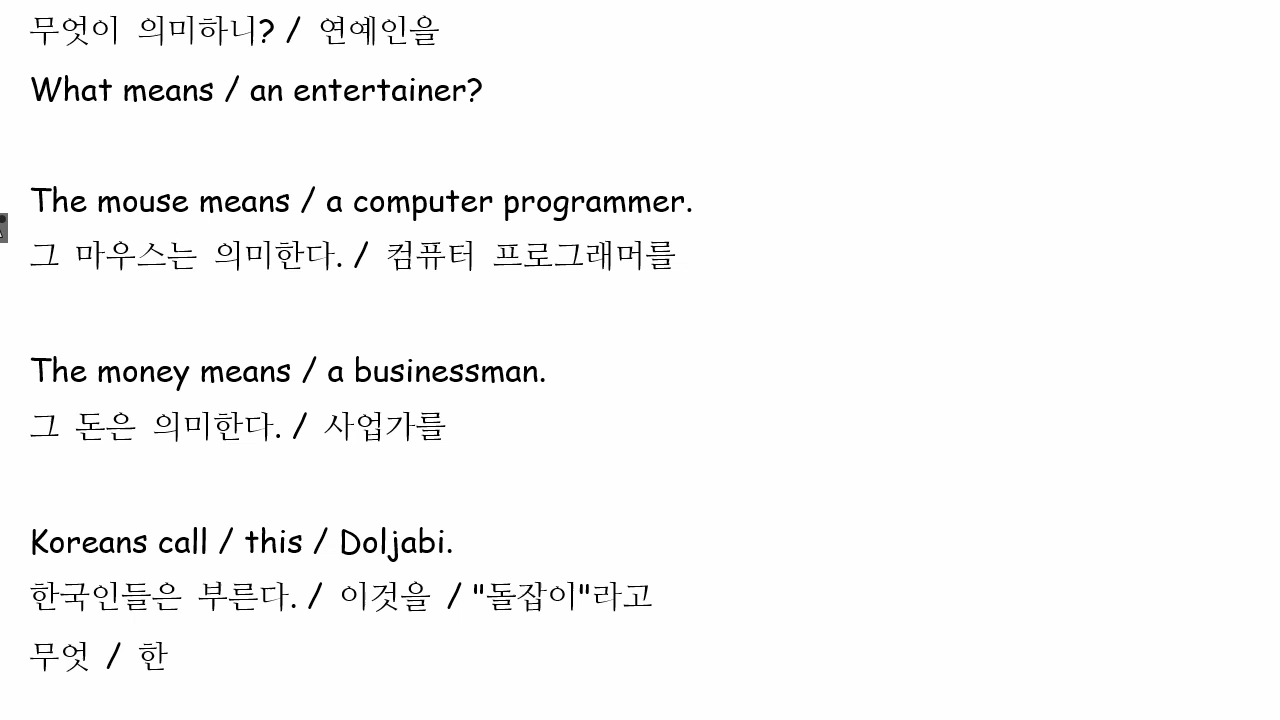 무엇이 의미하니? / 연예인을
What means / an entertainer?
The mouse means / a computer programmer.
그 마우스는 의미한다. / 컴퓨터 프로그래머를
The money means / a businessman.
그 돈은 의미한다. / 사업가를
Koreans call / this / Doljabi.
한국인들은 부른다. / 이것을 / "돌잡이"라고
무엇 / 한